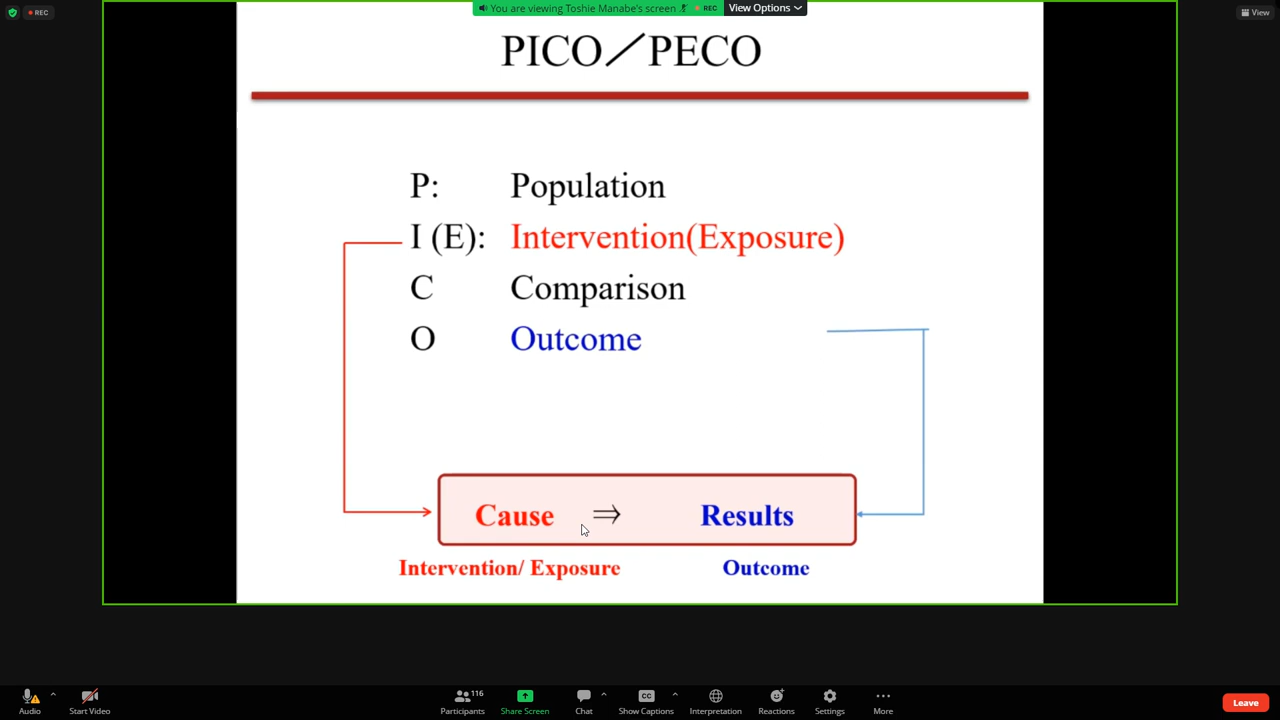 REC
You are viewing Toshie Manabe's screen
REC
View Options
View
PICO／PECO
P: Population
I (E): Intervention(Exposure)
C Comparison
O Outcome
Cause ⇒ Results
Intervention/ Exposure Outcome
Audio
Start Video
116
Participants
Share Screen
Chat
CC
Show Captions
Interpretation
Reactions
Settings
More
Leave